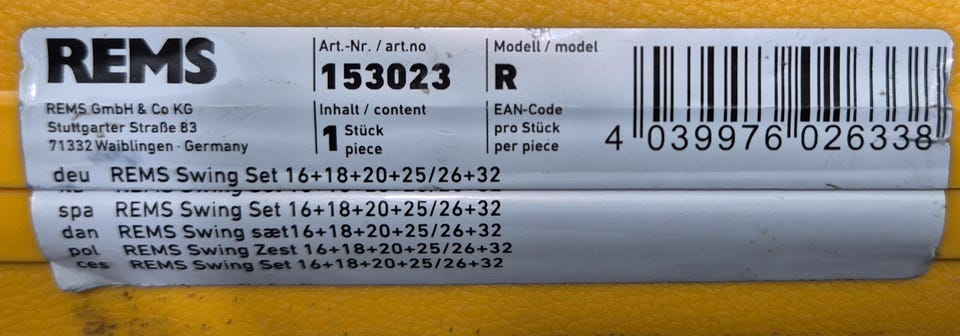 REMS
REMS GmbH & Co KG
Stuttgarter Straße 83
71332 Waiblingen · Germany
Art.-Nr. / art.no
153023
Inhalt / content
1 Stück
piece
Modell / model
R
EAN-Code
pro Stück
per piece
4 039976 026338
deu REMS Swing Set 16+18+20+25/26+32
spa REMS Swing Set 16+18+20+25/26+32
dan REMS Swing sæt16+18+20+25/26+32
pol REMS Swing Zest 16+18+20+25/26+32
ces REMS Swing Set 16+18+20+25/26+32